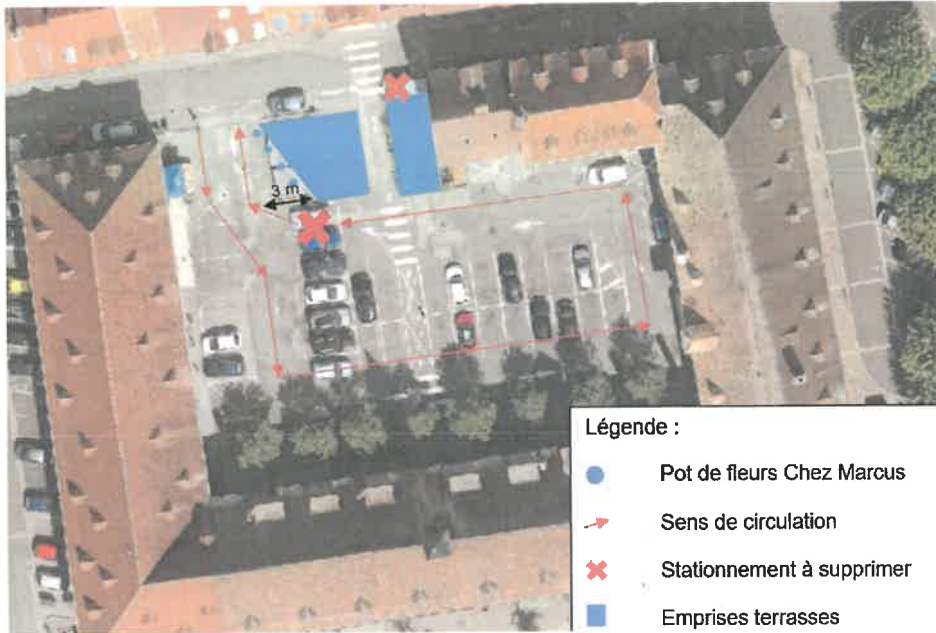 3 m
Légende :
Pot de fleurs Chez Marcus
Sens de circulation
Stationnement à supprimer
Emprises terrasses